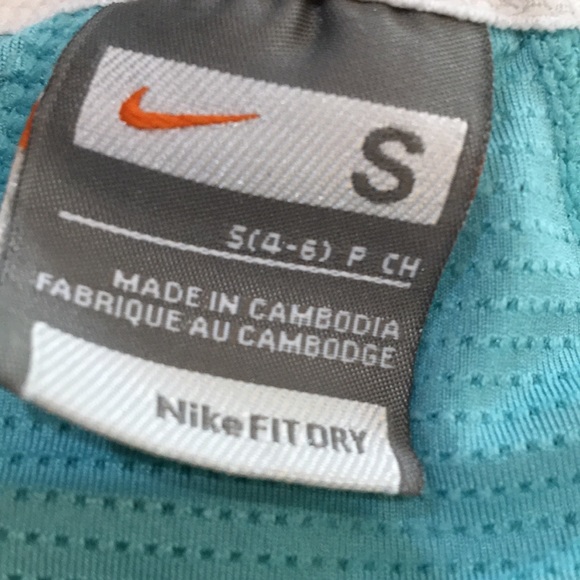 S
S(4-6) P CH
MADE IN CAMBODIA
FABRIQUE AU CAMBODGE
Nike FIT DRY